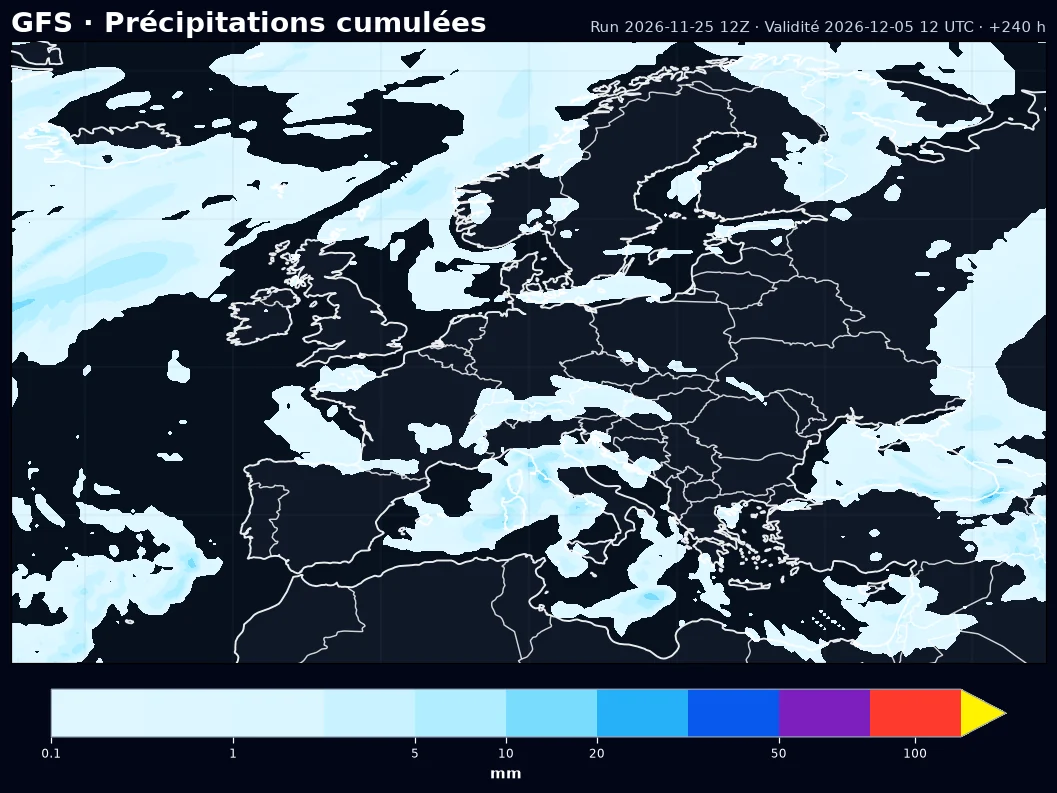 GFS · Précipitations cumulées
Run 2026-11-25 12Z · Validité 2026-12-05 12 UTC · +240 h
0.1 1 5 10 20 50 100
mm